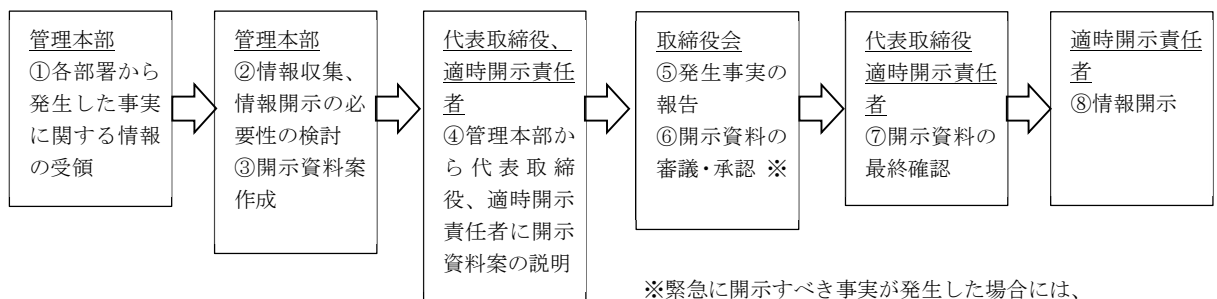 管理本部
①各部署から
発生した事実
に関する情報
の受領
管理本部
②情報収集、
情報開示の必
要性の検討
③開示資料案
作成
代表取締役、
適時開示責任
者
④管理本部か
ら代表取締
役、適時開示
責任者に開示
資料案の説明
取締役会
⑤発生事実の
報告
⑥開示資料の
審議・承認 ※
代表取締役
適時開示責任
者
⑦開示資料の
最終確認
適時開示責任
者
⑧情報開示
※緊急に開示すべき事実が発生した場合には、